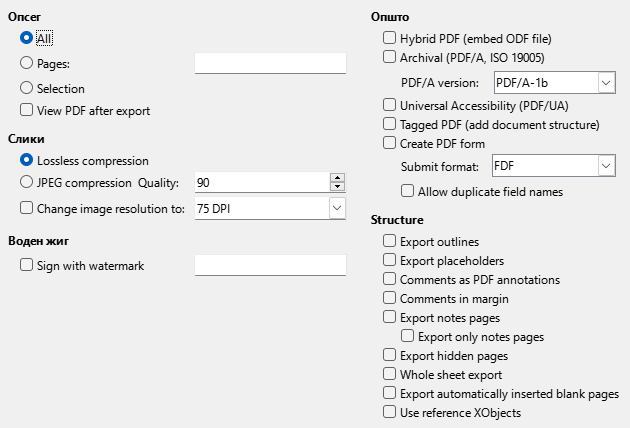 Опсег
All
Pages:
Selection
View PDF after export
Слики
Lossless compression
JPEG compression Quality: 90
Change image resolution to: 75 DPI
Воден жиг
Sign with watermark
Општо
Hybrid PDF (embed ODF file)
Archival (PDF/A, ISO 19005)
PDF/A version: PDF/A-1b
Universal Accessibility (PDF/UA)
Tagged PDF (add document structure)
Create PDF form
Submit format: FDF
Allow duplicate field names
Structure
Export outlines
Export placeholders
Comments as PDF annotations
Comments in margin
Export notes pages
Export only notes pages
Export hidden pages
Whole sheet export
Export automatically inserted blank pages
Use reference XObjects